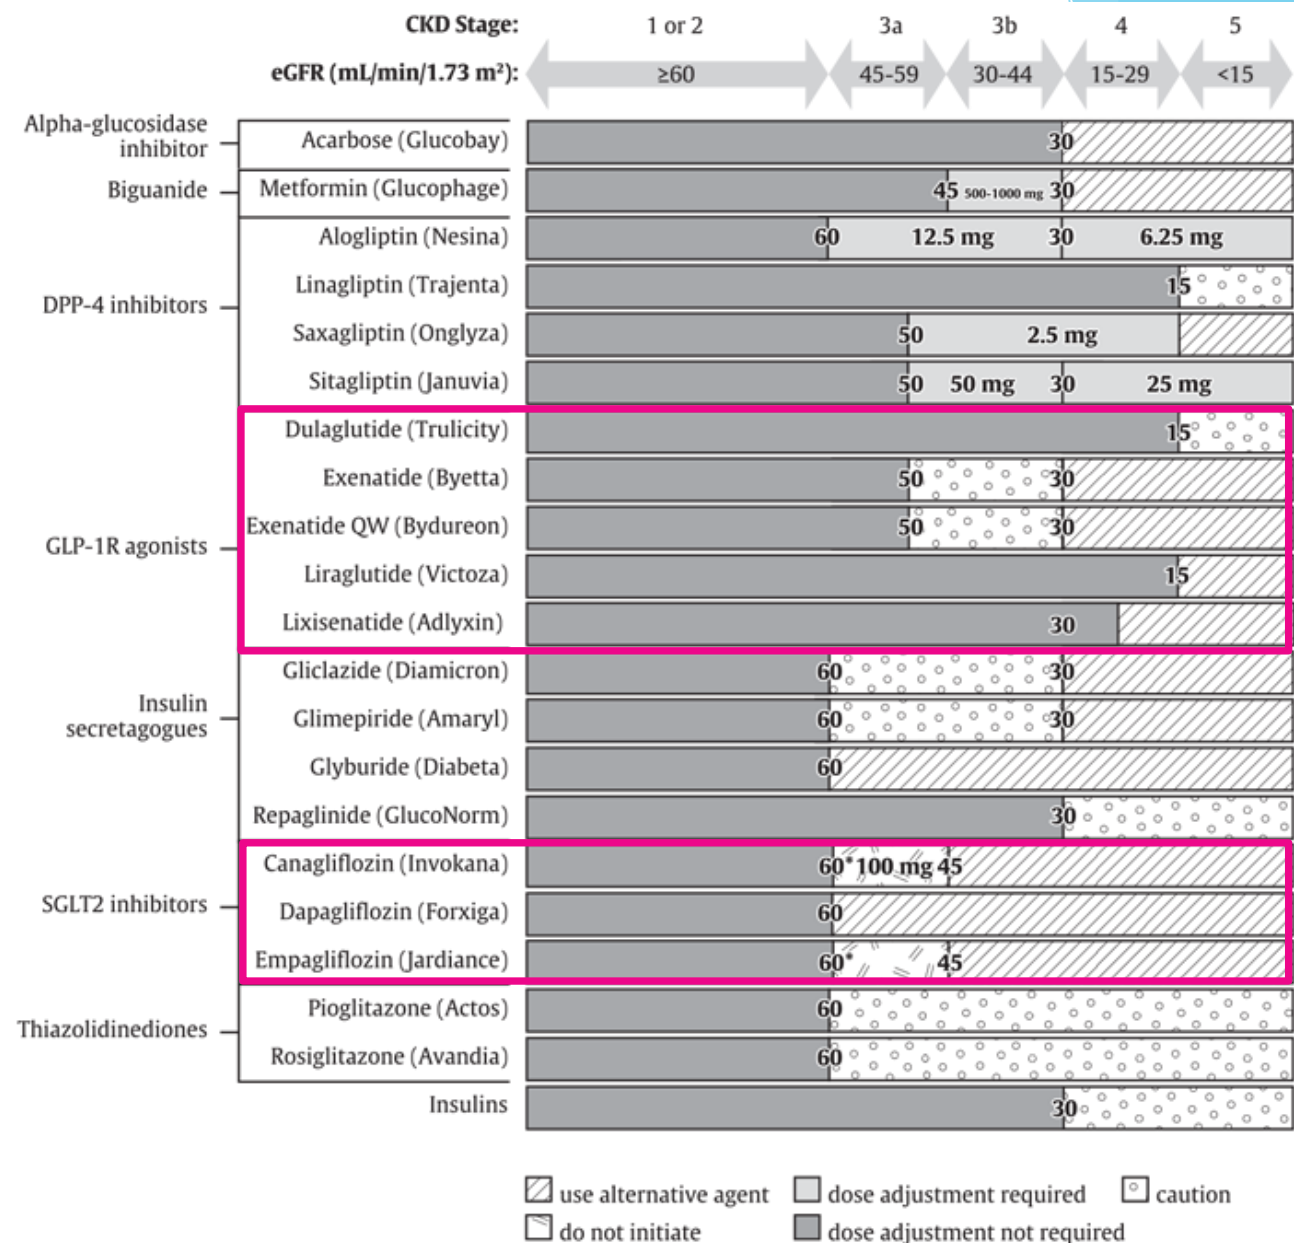 CKD Stage: 1 or 2 3a 3b 4 5
eGFR (mL/min/1.73 m²): ≥60 45-59 30-44 15-29 <15
Alpha-glucosidase
inhibitor
Acarbose (Glucobay) 30
Biguanide Metformin (Glucophage) 45 500-1000 mg 30
DPP-4 inhibitors
Alogliptin (Nesina) 60 12.5 mg 30 6.25 mg
Linagliptin (Trajenta) 15
Saxagliptin (Onglyza) 50 2.5 mg
Sitagliptin (Januvia) 50 50 mg 30 25 mg
GLP-1R agonists
Dulaglutide (Trulicity) 15
Exenatide (Byetta) 50 30
Exenatide QW (Bydureon) 50 30
Liraglutide (Victoza) 15
Lixisenatide (Adlyxin) 30
Insulin
secretagogues
Gliclazide (Diamicron) 60 30
Glimepiride (Amaryl) 60 30
Glyburide (Diabeta) 60
Repaglinide (GlucoNorm) 30
SGLT2 inhibitors
Canagliflozin (Invokana) 60* 100 mg 45
Dapagliflozin (Forxiga) 60
Empagliflozin (Jardiance) 60* 45
Thiazolidinediones
Pioglitazone (Actos) 60
Rosiglitazone (Avandia) 60
Insulins 30
use alternative agent dose adjustment required caution
do not initiate dose adjustment not required